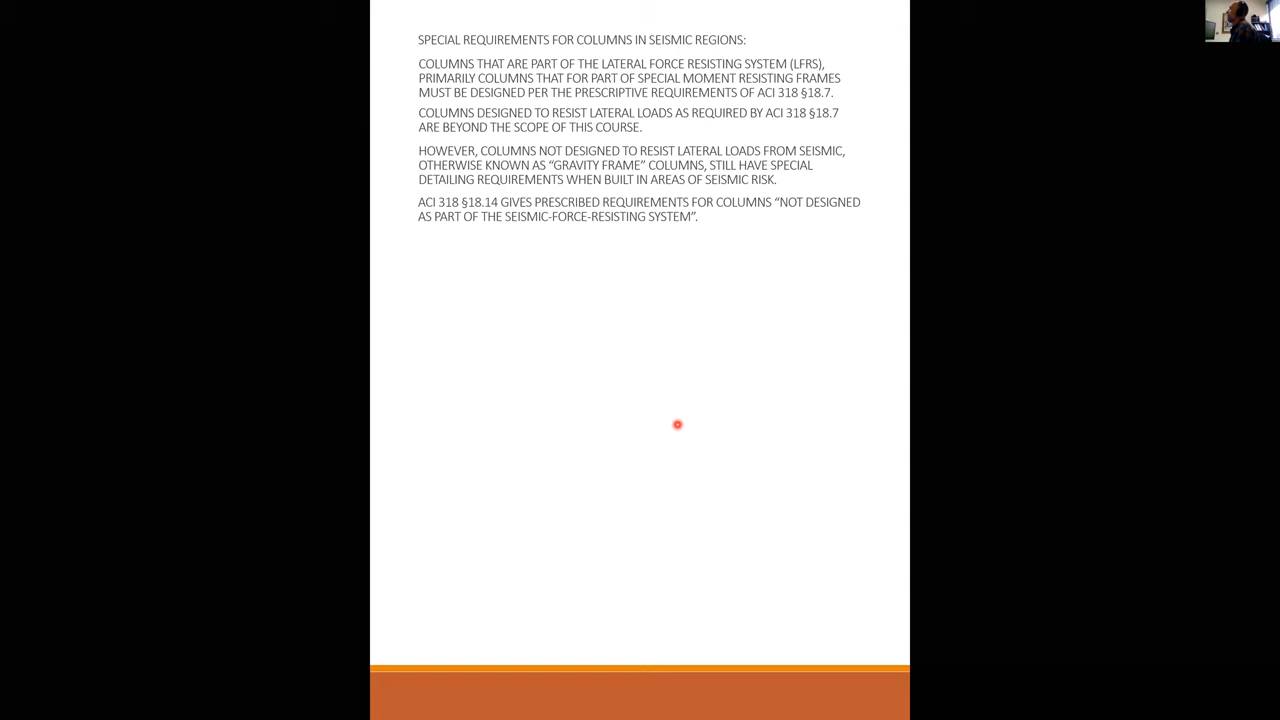 SPECIAL REQUIREMENTS FOR COLUMNS IN SEISMIC REGIONS:
COLUMNS THAT ARE PART OF THE LATERAL FORCE RESISTING SYSTEM (LFRS),
PRIMARILY COLUMNS THAT FOR PART OF SPECIAL MOMENT RESISTING FRAMES
MUST BE DESIGNED PER THE PRESCRIPTIVE REQUIREMENTS OF ACI 318 §18.7.
COLUMNS DESIGNED TO RESIST LATERAL LOADS AS REQUIRED BY ACI 318 §18.7
ARE BEYOND THE SCOPE OF THIS COURSE.
HOWEVER, COLUMNS NOT DESIGNED TO RESIST LATERAL LOADS FROM SEISMIC,
OTHERWISE KNOWN AS “GRAVITY FRAME” COLUMNS, STILL HAVE SPECIAL
DETAILING REQUIREMENTS WHEN BUILT IN AREAS OF SEISMIC RISK.
ACI 318 §18.14 GIVES PRESCRIBED REQUIREMENTS FOR COLUMNS “NOT DESIGNED
AS PART OF THE SEISMIC-FORCE-RESISTING SYSTEM”.